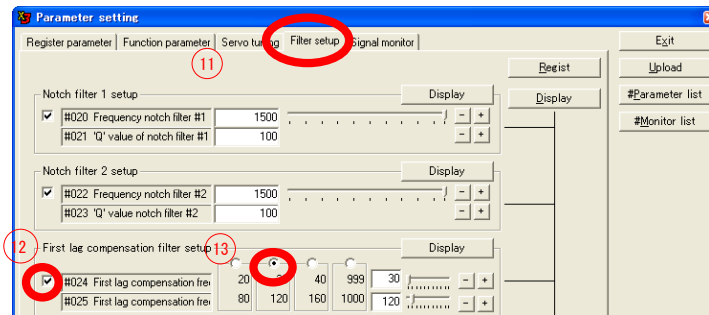 Parameter setting
Register parameter Function parameter Servo tuning Filter setup Signal monitor
11
Exit
Regist Upload
Notch filter 1 setup Display Display #Parameter list
#020 Frequency notch filter #1 1500 - +
#Monitor list
#021 'Q' value of notch filter #1 100
Notch filter 2 setup Display
#022 Frequency notch filter #2 1500 - +
#023 'Q' value notch filter #2 100
12 First lag compensation filter setup 13 Display
#024 First lag compensation fre 20 40 999 30 - +
#025 First lag compensation fre 80 120 160 1000 120 - +